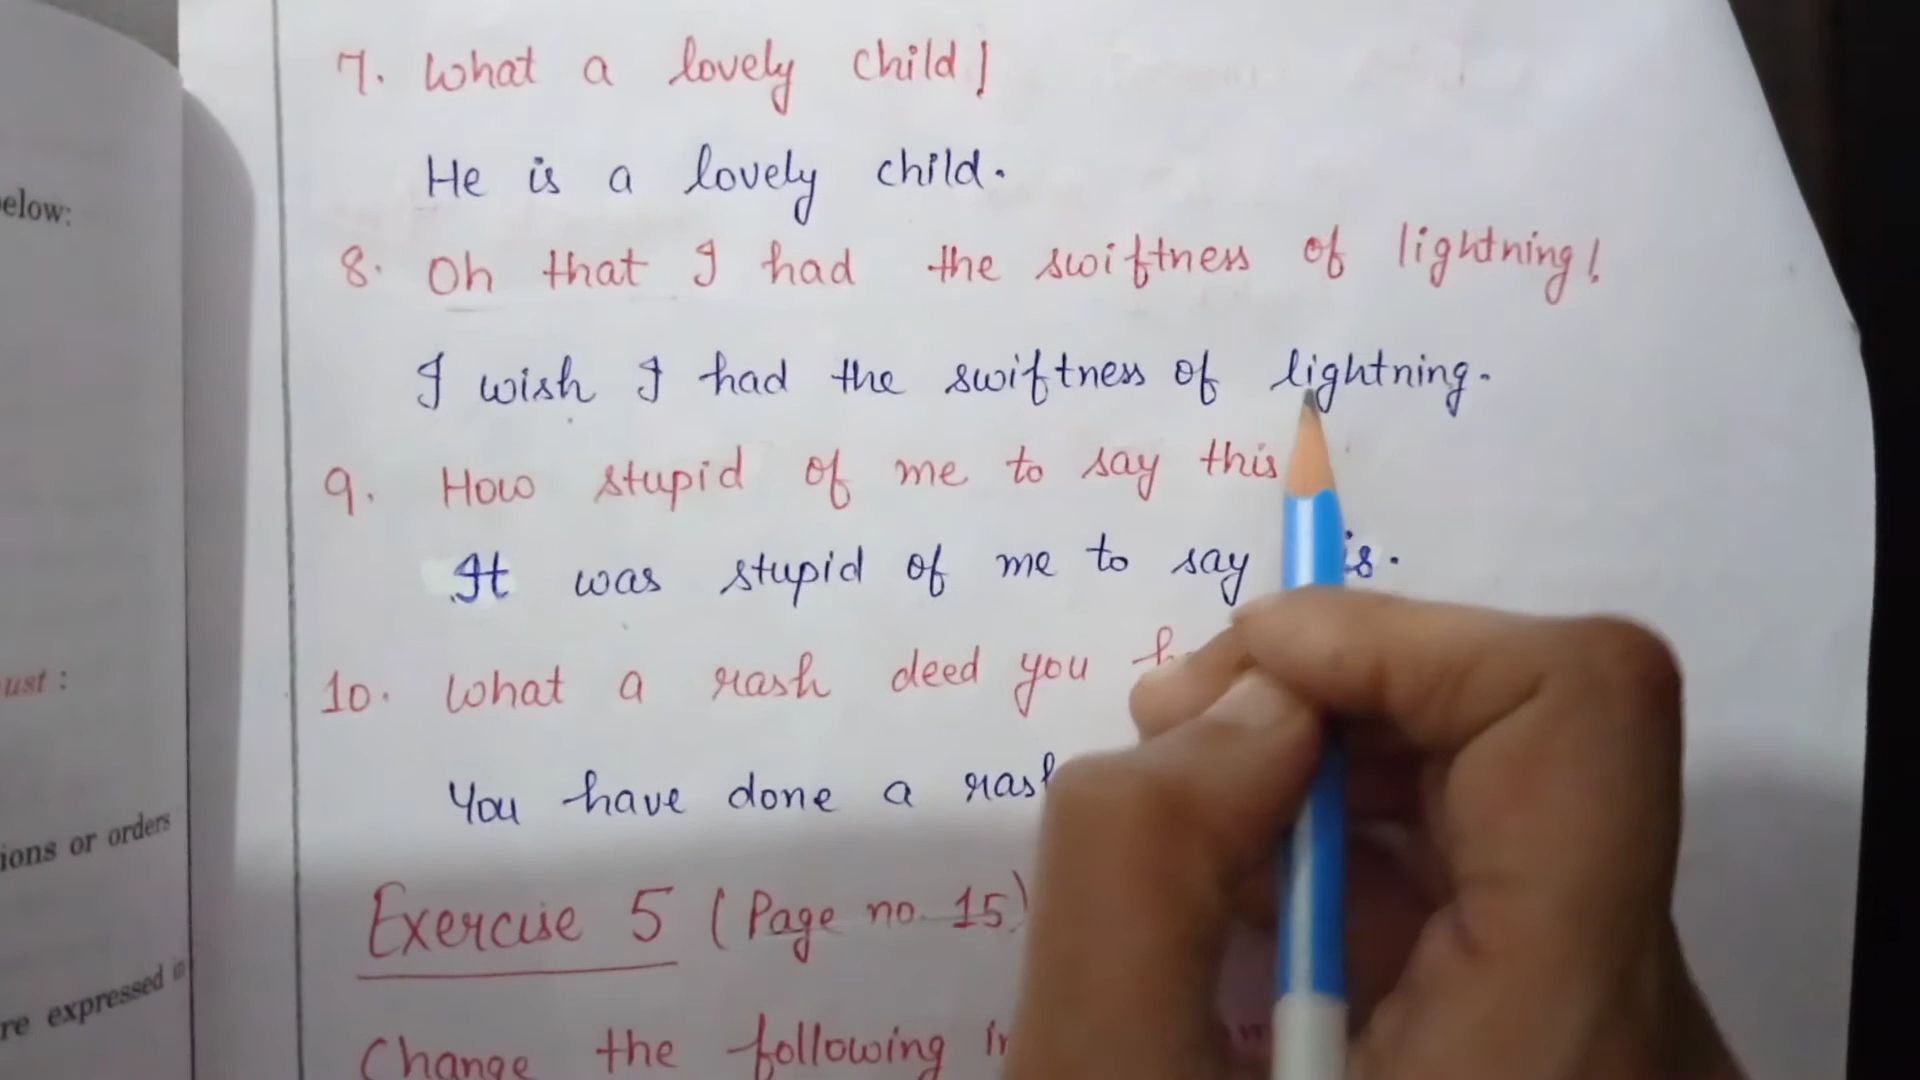 elow:
ust :
ions or orders
re expressed in
7. What a lovely child!
He is a lovely child.
8. Oh that I had the swiftness of lightning!
I wish I had the swiftness of lightning.
9. How stupid of me to say this
It was stupid of me to say is.
10. What a rash deed you
You have done a rash
Exercise 5 (Page no. 15)
Change the following